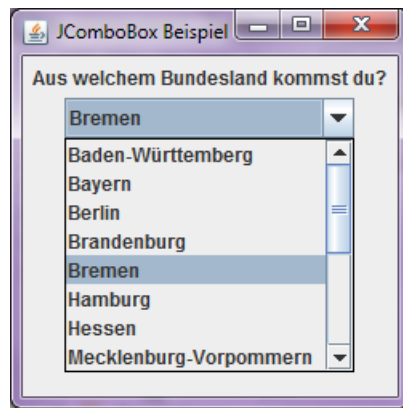 JComboBox Beispiel
Aus welchem Bundesland kommst du?
Bremen
Baden-Württemberg
Bayern
Berlin
Brandenburg
Bremen
Hamburg
Hessen
Mecklenburg-Vorpommern